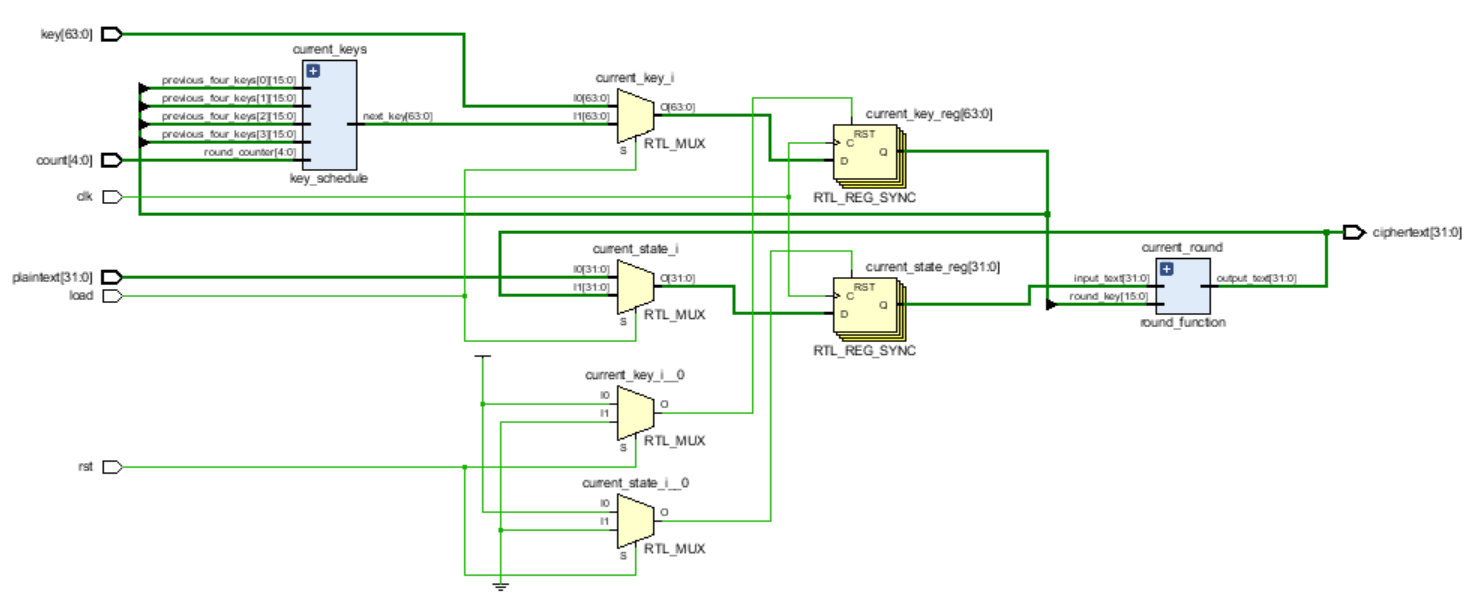 key[63:0]
current_keys
previous_four_keys[0][15:0]
previous_four_keys[1][15:0]
previous_four_keys[2][15:0]
previous_four_keys[3][15:0]
round_counter[4:0]
next_key[63:0]
key_schedule
count[4:0]
clk
current_key_i
I0[63:0]
I1[63:0]
O[63:0]
S
RTL_MUX
current_key_reg[63:0]
RST
C
D
Q
RTL_REG_SYNC
plaintext[31:0]
load
current_state_i
I0[31:0]
I1[31:0]
O[31:0]
S
RTL_MUX
current_state_reg[31:0]
RST
C
D
Q
RTL_REG_SYNC
current_round
input_text[31:0]
round_key[15:0]
output_text[31:0]
round_function
ciphertext[31:0]
current_key_i__0
I0
I1
O
S
RTL_MUX
rst
current_state_i__0
I0
I1
O
S
RTL_MUX